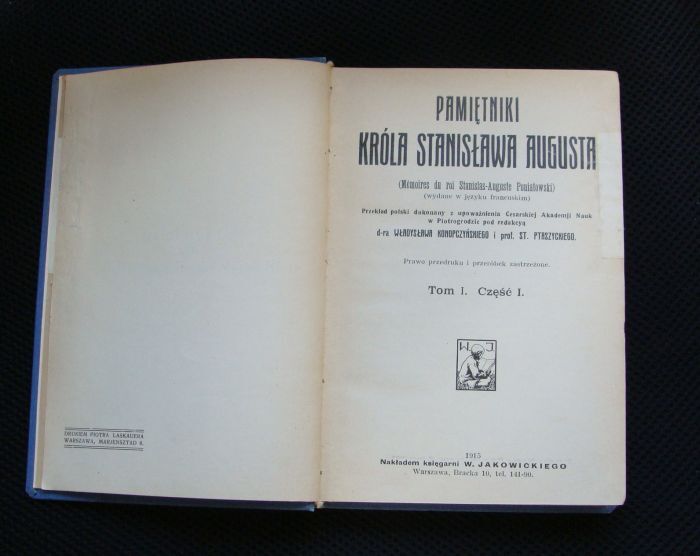 DRUKIEM PIOTRA LASKAUERA
WARSZAWA, MARJENSZTAD 8.
PAMIĘTNIKI
KRÓLA STANISŁAWA AUGUSTA
(Mémoires du roi Stanislas-Auguste Poniatowski)
(wydane w języku francuskim)
Przekład polski dokonany z upoważnienia Cesarskiej Akademji Nauk
w Piotrogrodzie pod redakcyą
d-ra WŁADYSŁAWA KONOPCZYŃSKIEGO i prof. ST. PTASZYCKIEGO.
Prawo przedruku i przeróbek zastrzeżone.
Tom I. Część I.
W J
1915
Nakładem księgarni W. JAKOWICKIEGO
Warszawa, Bracka 10, tel. 141-90.